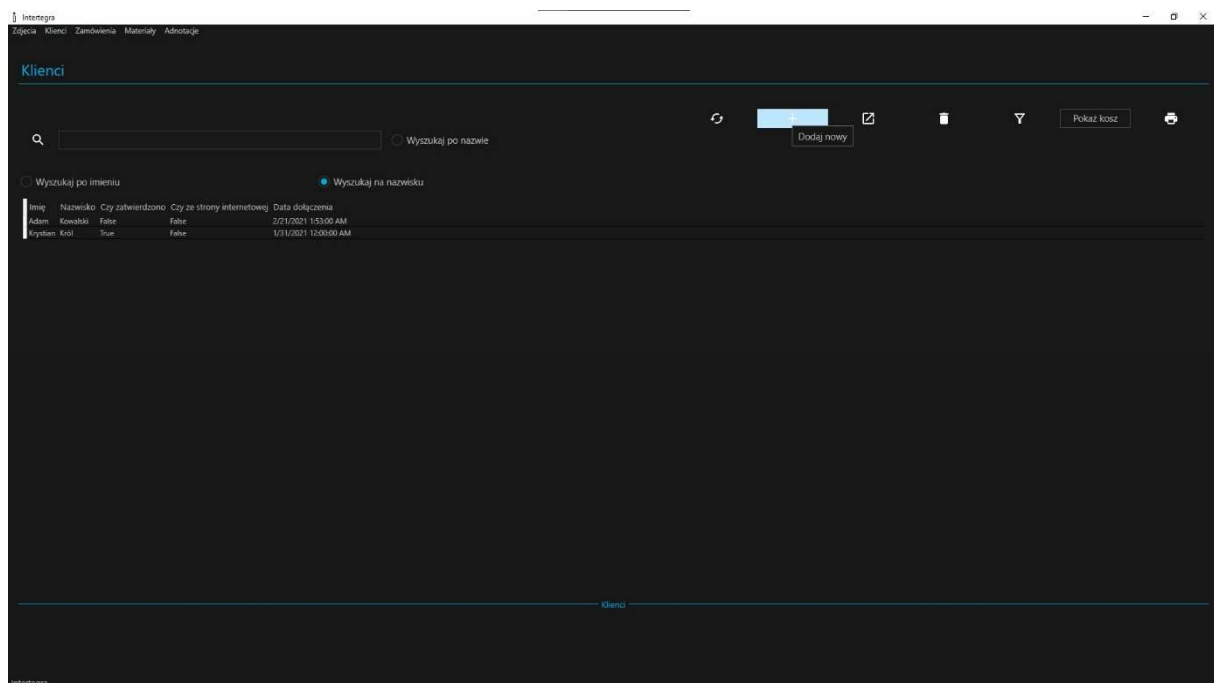 Intertegra
Zdjęcia Klienci Zamówienia Materiały Adnotacje
Klienci
Pokaż kosz
Dodaj nowy
Wyszukaj po nazwie
Wyszukaj po imieniu Wyszukaj na nazwisku
Imię Nazwisko Czy zatwierdzono Czy ze strony internetowej Data dołączenia
Adam Kowalski False False 2/21/2021 1:53:00 AM
Krystian Król True False 1/31/2021 12:00:00 AM
Klienci
Intertegra